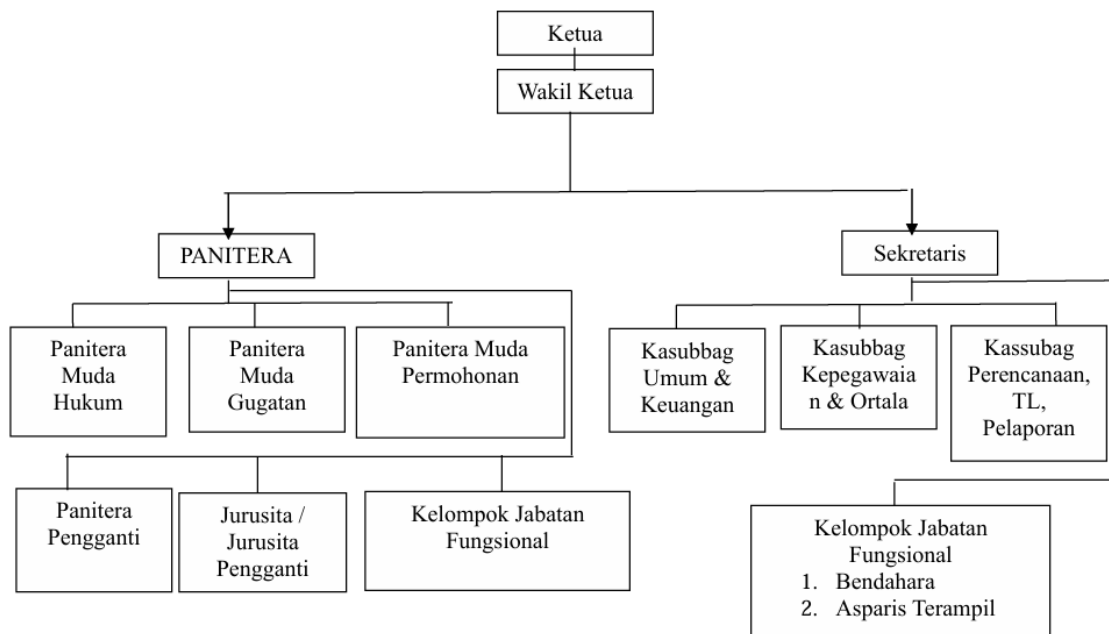 Ketua
Wakil Ketua
PANITERA
Sekretaris
Panitera
Muda
Hukum
Panitera
Muda
Gugatan
Panitera Muda
Permohonan
Kasubbag
Umum &
Keuangan
Kasubbag
Kepegawaia
n & Ortala
Kassubag
Perencanaan,
TL,
Pelaporan
Panitera
Pengganti
Jurusita /
Jurusita
Pengganti
Kelompok Jabatan
Fungsional
Kelompok Jabatan
Fungsional
1. Bendahara
2. Asparis Terampil